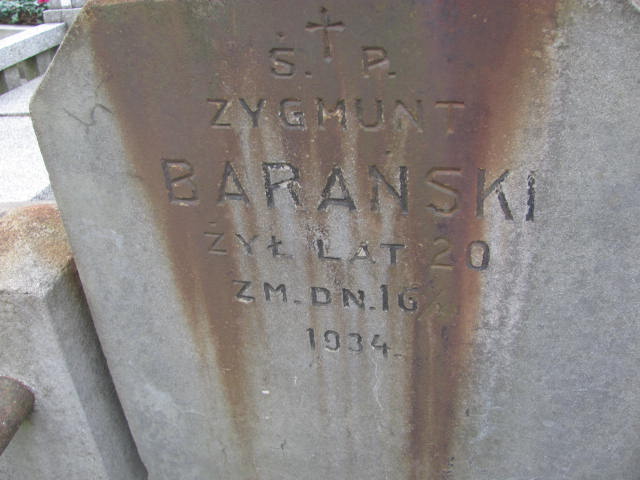 Ś. P.
ZYGMUNT
BARAŃSKI
ŻYŁ LAT 20
ZM. DN. 16
1934.